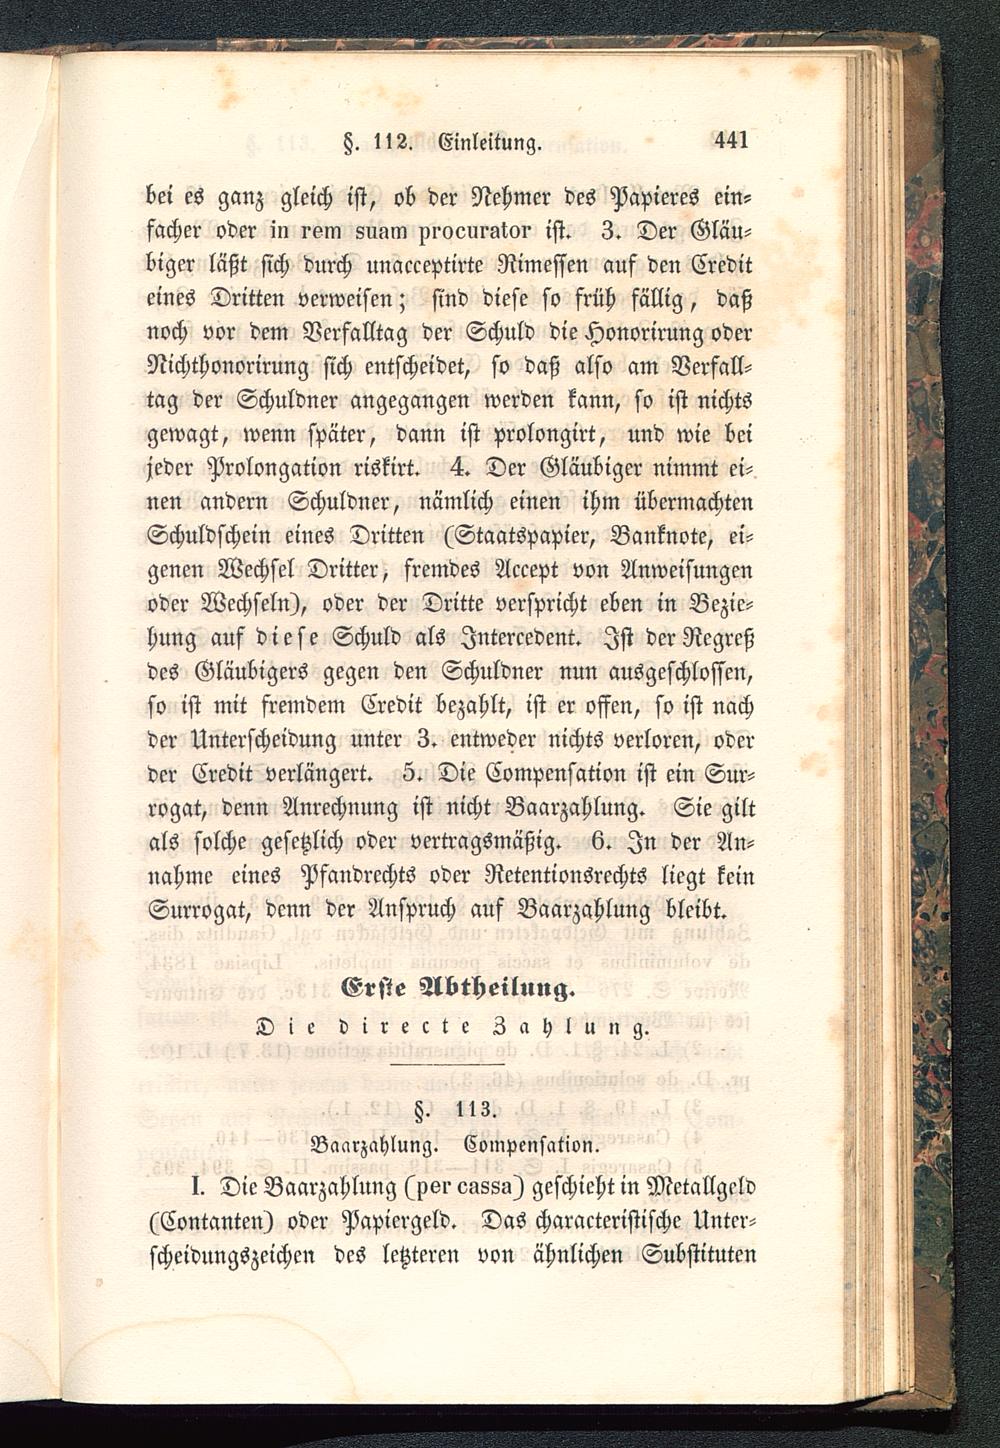 §. 112. Einleitung. 441
bei es ganz gleich ist, ob der Nehmer des Papieres ein-
facher oder in rem suam procurator ist. 3. Der Gläu-
biger läßt sich durch unacceptirte Rimessen auf den Credit
eines Dritten verweisen; sind diese so früh fällig, daß
noch vor dem Verfalltag der Schuld die Honorirung oder
Nichthonorirung sich entscheidet, so daß also am Verfall-
tag der Schuldner angegangen werden kann, so ist nichts
gewagt, wenn später, dann ist prolongirt, und wie bei
jeder Prolongation riskirt. 4. Der Gläubiger nimmt ei-
nen andern Schuldner, nämlich einen ihm übermachten
Schuldschein eines Dritten (Staatspapier, Banknote, ei-
genen Wechsel Dritter, fremdes Accept von Anweisungen
oder Wechseln), oder der Dritte verspricht eben in Bezie-
hung auf diese Schuld als Intercedent. Ist der Regreß
des Gläubigers gegen den Schuldner nun ausgeschlossen,
so ist mit fremdem Credit bezahlt, ist er offen, so ist nach
der Unterscheidung unter 3. entweder nichts verloren, oder
der Credit verlängert. 5. Die Compensation ist ein Sur-
rogat, denn Anrechnung ist nicht Baarzahlung. Sie gilt
als solche gesetzlich oder vertragsmäßig. 6. In der An-
nahme eines Pfandrechts oder Retentionsrechts liegt kein
Surrogat, denn der Anspruch auf Baarzahlung bleibt.
Erste Abtheilung.
Die directe Zahlung.
§. 113.
Baarzahlung. Compensation.
I. Die Baarzahlung (per cassa) geschieht in Metallgeld
(Contanten) oder Papiergeld. Das characteristische Unter-
scheidungszeichen des letzteren von ähnlichen Substituten